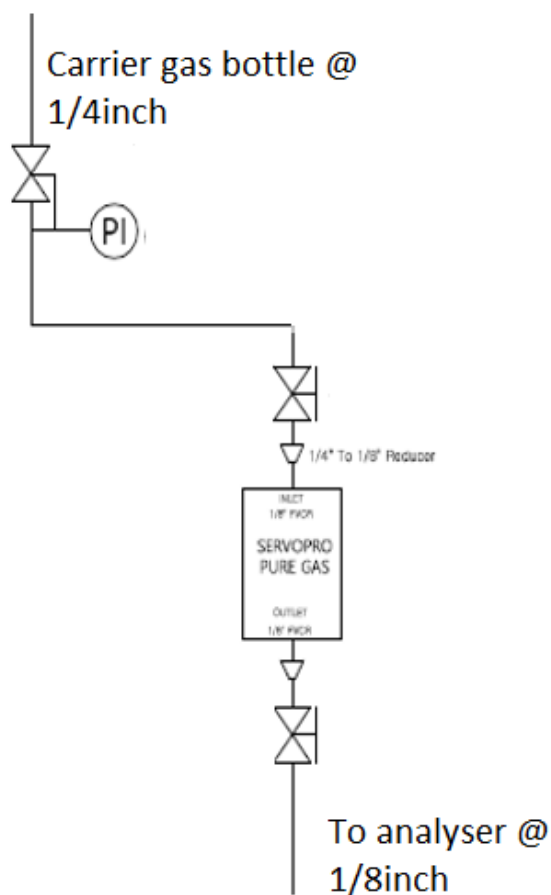 Carrier gas bottle @
1/4inch
PI
1/4" To 1/8" Reducer
INLET
1/8" FVCR
SERVOPRO
PURE GAS
OUTLET
1/8" FVCR
To analyser @
1/8inch